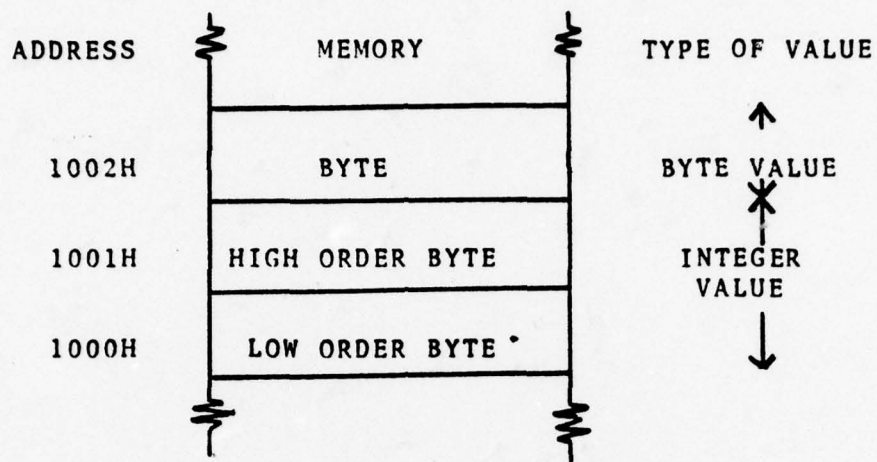 ADDRESS MEMORY TYPE OF VALUE
1002H BYTE BYTE VALUE
1001H HIGH ORDER BYTE INTEGER
VALUE
1000H LOW ORDER BYTE